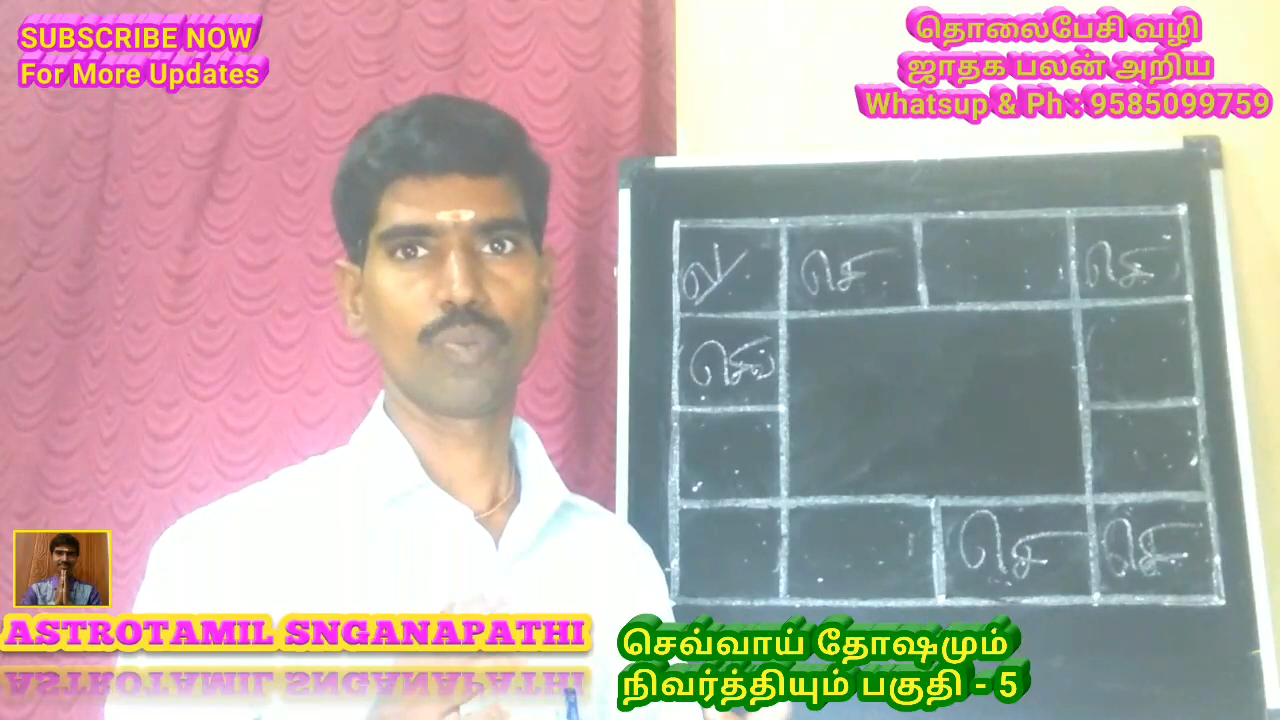 SUBSCRIBE NOW
For More Updates
தொலைபேசி வழி
ஜாதக பலன் அறிய
Whatsup & Ph : 9585099759
செ
செ
செவ்
செ
செ
ASTROTAMIL SNGANAPATHI
செவ்வாய் தோஷமும்
நிவர்த்தியும் பகுதி - 5